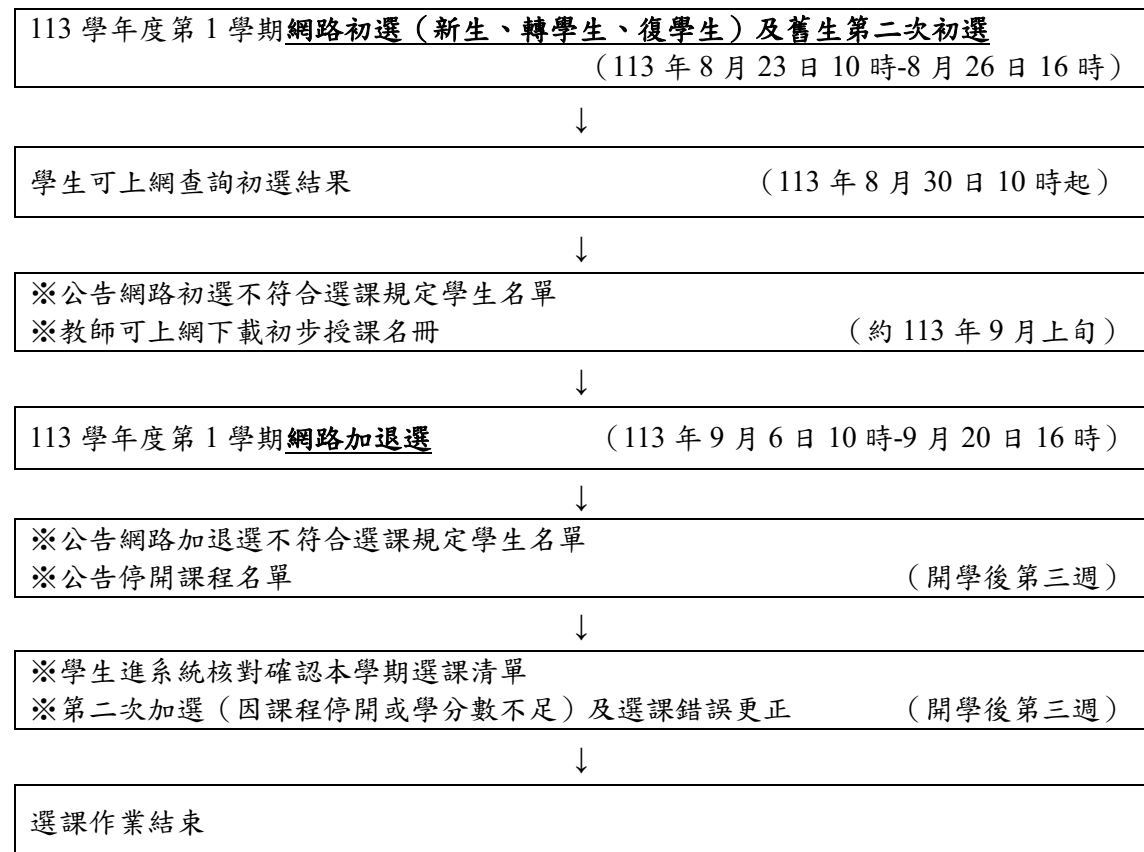 113 學年度第 1 學期網路初選（新生、轉學生、復學生）及舊生第二次初選
（113 年 8 月 23 日 10 時-8 月 26 日 16 時）
↓
學生可上網查詢初選結果 （113 年 8 月 30 日 10 時起）
↓
※公告網路初選不符合選課規定學生名單
※教師可上網下載初步授課名冊 （約 113 年 9 月上旬）
↓
113 學年度第 1 學期網路加退選 （113 年 9 月 6 日 10 時-9 月 20 日 16 時）
↓
※公告網路加退選不符合選課規定學生名單
※公告停開課程名單 （開學後第三週）
↓
※學生進系統核對確認本學期選課清單
※第二次加選（因課程停開或學分數不足）及選課錯誤更正 （開學後第三週）
↓
選課作業結束